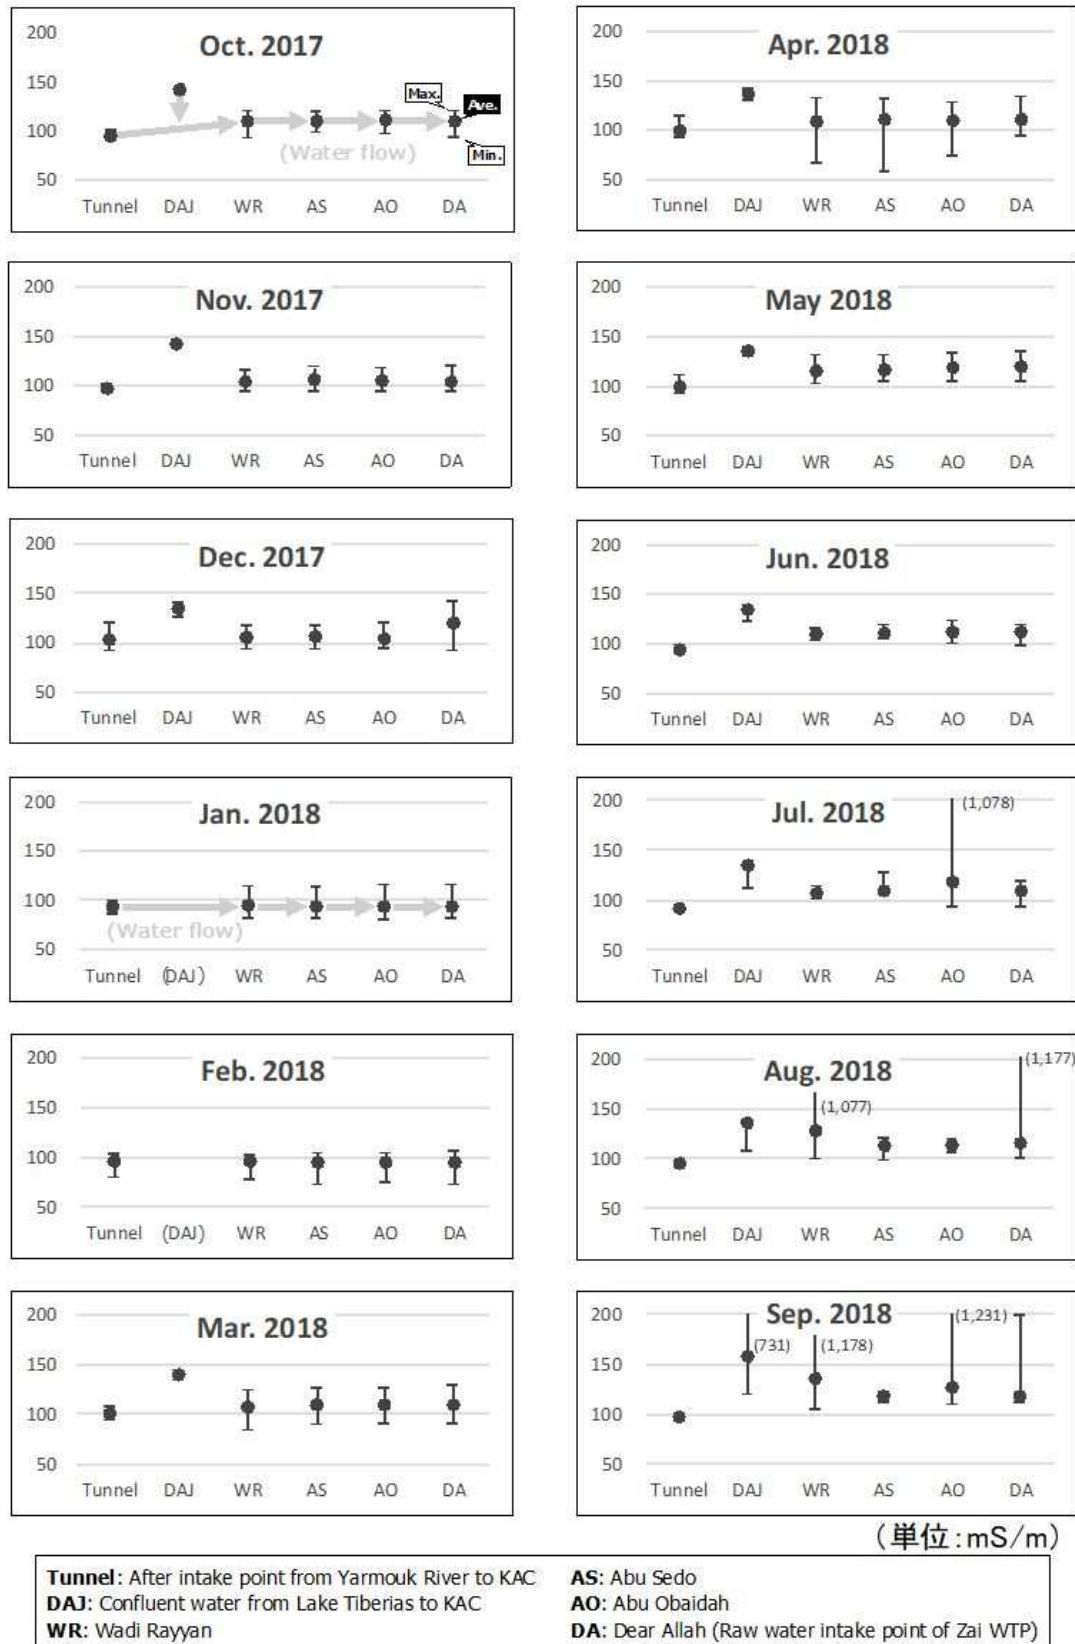 Oct. 2017
200
150
100
50
Max.
Ave.
Min.
(Water flow)
Tunnel DAJ WR AS AO DA
Apr. 2018
200
150
100
50
Tunnel DAJ WR AS AO DA
Nov. 2017
200
150
100
50
Tunnel DAJ WR AS AO DA
May 2018
200
150
100
50
Tunnel DAJ WR AS AO DA
Dec. 2017
200
150
100
50
Tunnel DAJ WR AS AO DA
Jun. 2018
200
150
100
50
Tunnel DAJ WR AS AO DA
Jan. 2018
200
150
100
50
(Water flow)
Tunnel (DAJ) WR AS AO DA
Jul. 2018
200
150
100
50
(1,078)
Tunnel DAJ WR AS AO DA
Feb. 2018
200
150
100
50
Tunnel (DAJ) WR AS AO DA
Aug. 2018
200
150
100
50
(1,077)
(1,177)
Tunnel DAJ WR AS AO DA
Mar. 2018
200
150
100
50
Tunnel DAJ WR AS AO DA
Sep. 2018
200
150
100
50
(731)
(1,178)
(1,231)
Tunnel DAJ WR AS AO DA
(単位:mS/m)
Tunnel: After intake point from Yarmouk River to KAC
DAJ: Confluent water from Lake Tiberias to KAC
WR: Wadi Rayyan
AS: Abu Sedo
AO: Abu Obaidah
DA: Dear Allah (Raw water intake point of Zai WTP)